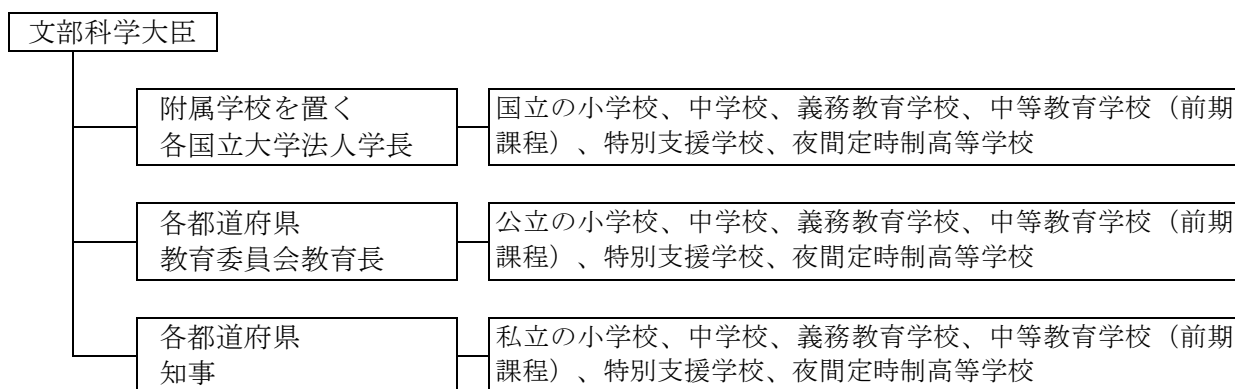 文部科学大臣
附属学校を置く
各国立大学法人学長
国立の小学校、中学校、義務教育学校、中等教育学校（前期
課程）、特別支援学校、夜間定時制高等学校
各都道府県
教育委員会教育長
公立の小学校、中学校、義務教育学校、中等教育学校（前期
課程）、特別支援学校、夜間定時制高等学校
各都道府県
知事
私立の小学校、中学校、義務教育学校、中等教育学校（前期
課程）、特別支援学校、夜間定時制高等学校